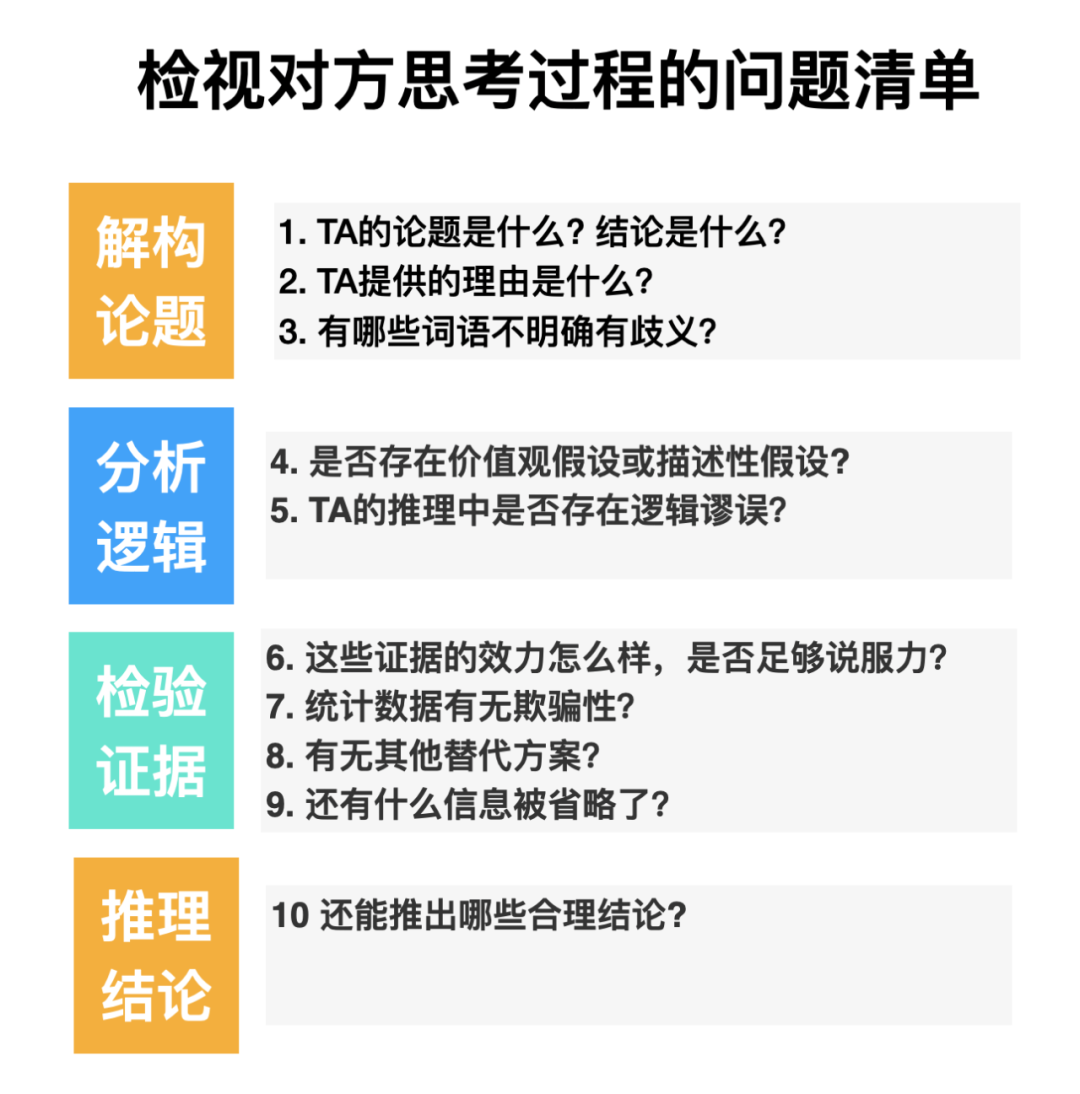 检视对方思考过程的问题清单
解构
论题
1. TA的论题是什么? 结论是什么?
2. TA提供的理由是什么?
3. 有哪些词语不明确有歧义?
分析
逻辑
4. 是否存在价值观假设或描述性假设?
5. TA的推理中是否存在逻辑谬误?
检验
证据
6. 这些证据的效力怎么样，是否足够说服力?
7. 统计数据有无欺骗性?
8. 有无其他替代方案?
9. 还有什么信息被省略了?
推理
结论
10 还能推出哪些合理结论?